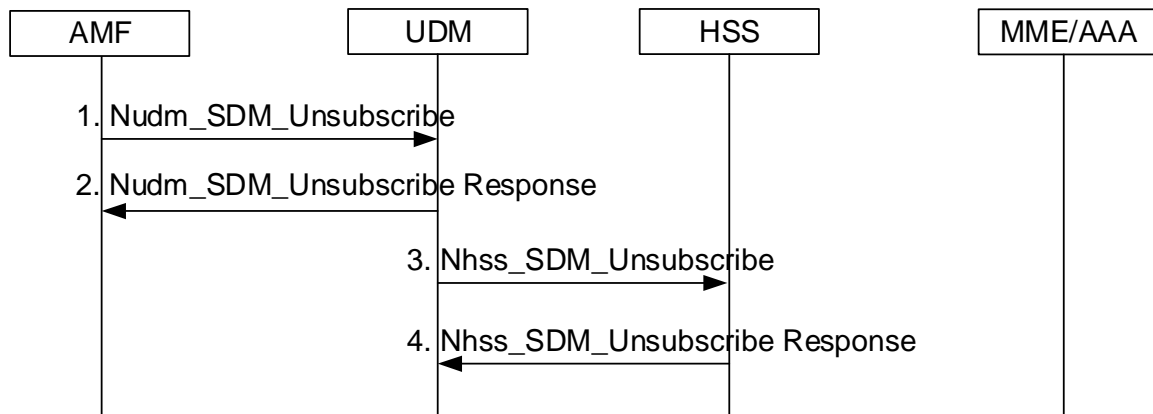 AMF
UDM
HSS
MME/AAA
1. Nudm_SDM_Unsubscribe
2. Nudm_SDM_Unsubscribe Response
3. Nhss_SDM_Unsubscribe
4. Nhss_SDM_Unsubscribe Response